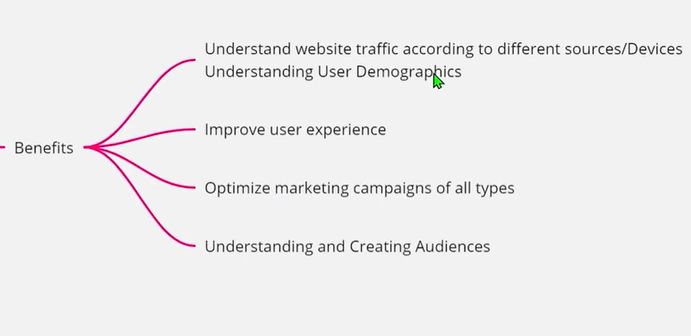 Understand website traffic according to different sources/Devices
Understanding User Demographics
Improve user experience
Benefits
Optimize marketing campaigns of all types
Understanding and Creating Audiences